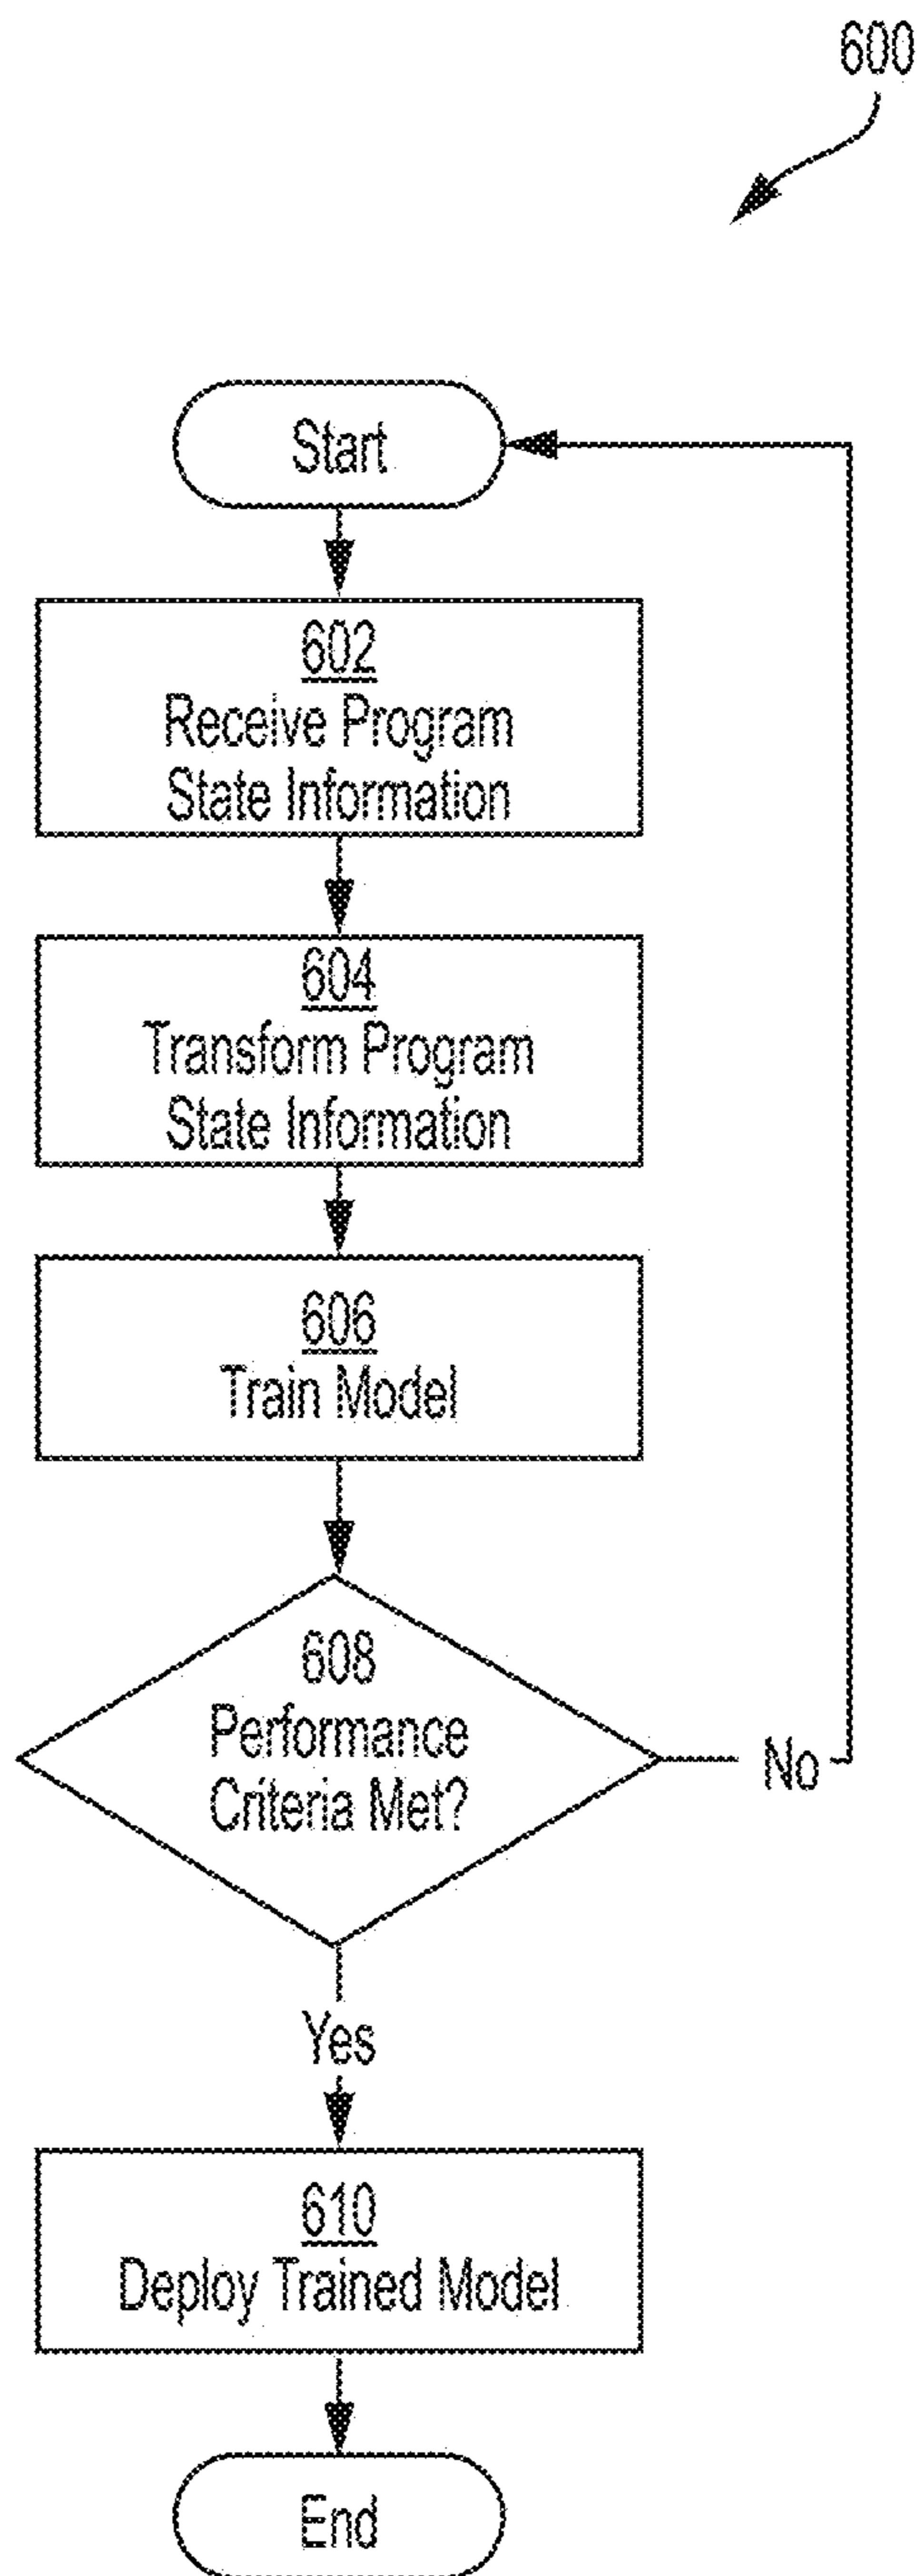 600
Start
602
Receive Program
State Information
604
Transform Program
State Information
606
Train Model
608
Performance
Criteria Met?
No
Yes
610
Deploy Trained Model
End